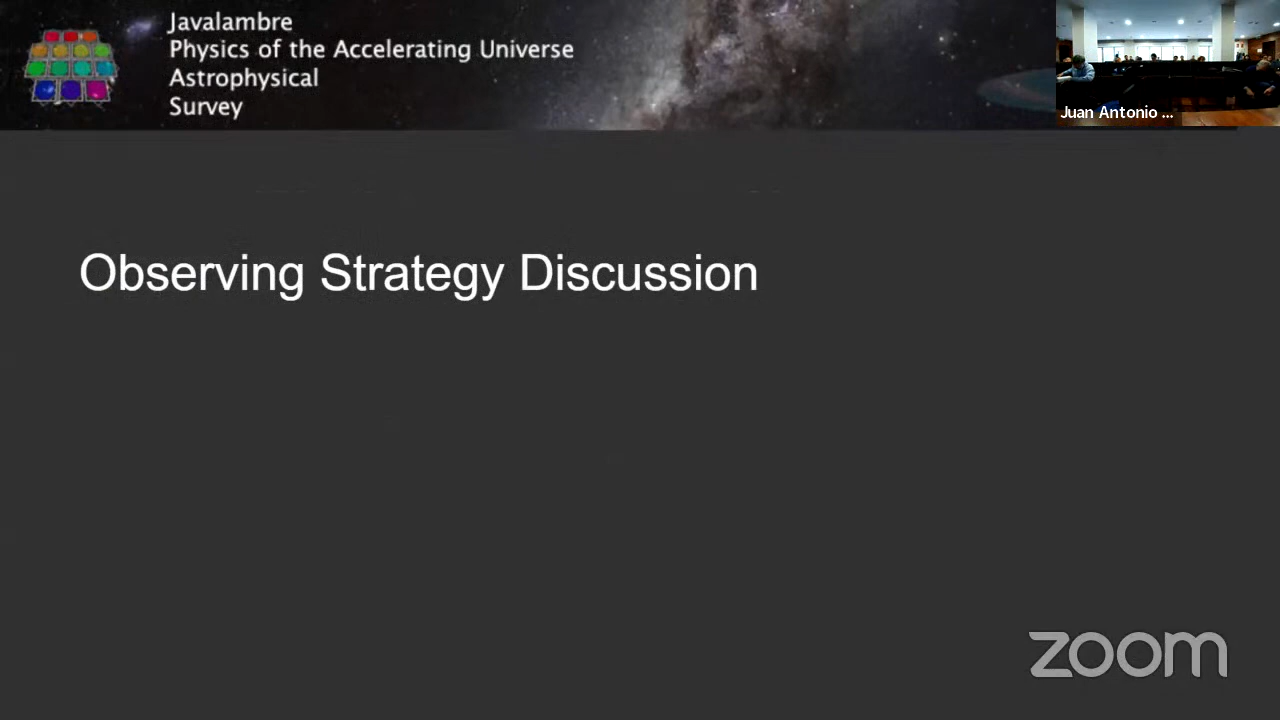 Javalambre
Physics of the Accelerating Universe
Astrophysical
Survey
Juan Antonio ...
Observing Strategy Discussion
zoom